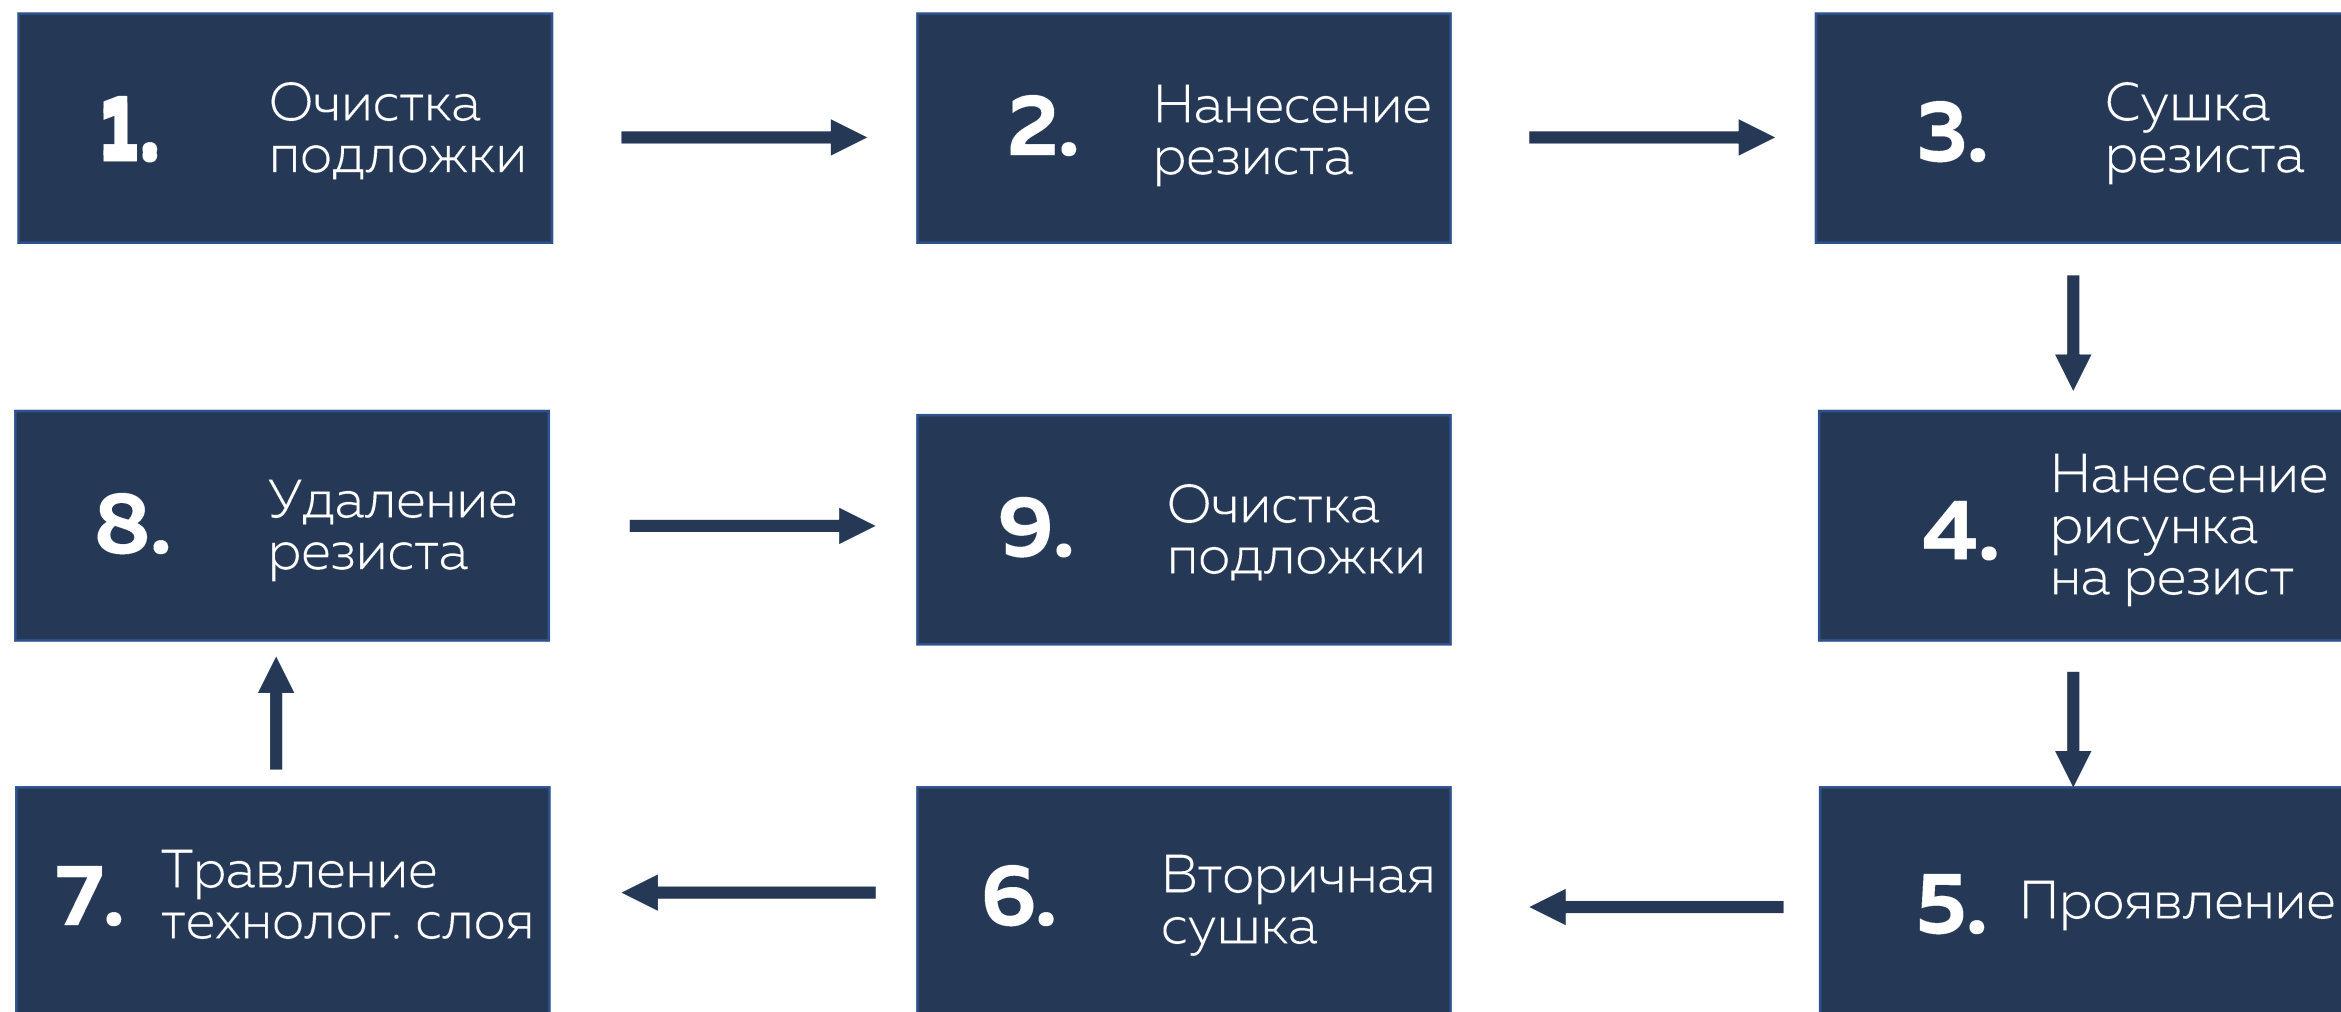 1.
Очистка
подложки
2.
Нанесение
резиста
3.
Сушка
резиста
4.
Нанесение
рисунка
на резист
5.
Проявление
6.
Вторичная
сушка
7.
Травление
технолог. слоя
8.
Удаление
резиста
9.
Очистка
подложки